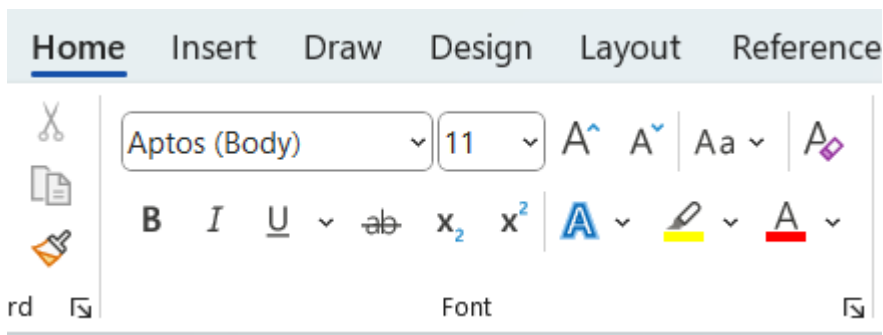 Home Insert Draw Design Layout Reference
Aptos (Body) 11 A A Aa A
B I U ab x₂ x² A A
rd Font